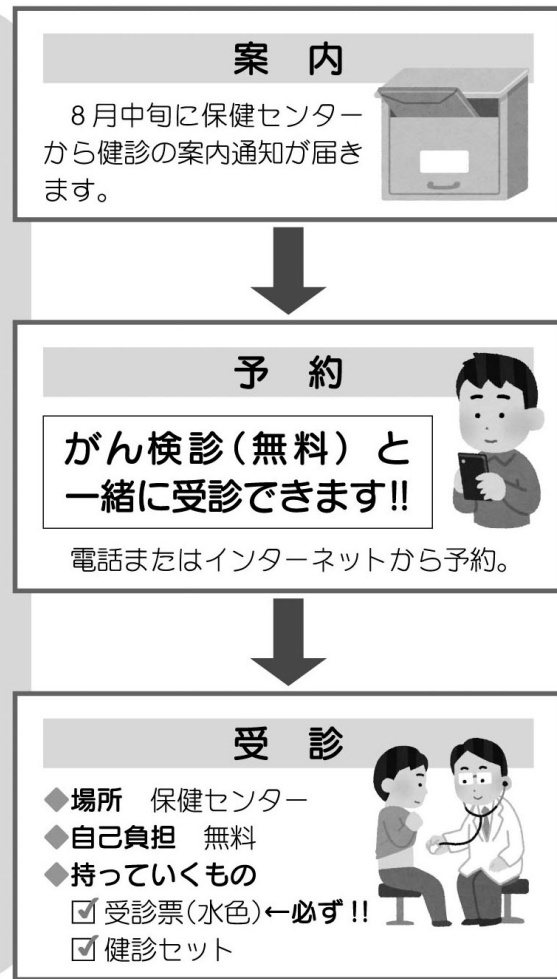 案　内
8月中旬に保健センター
から健診の案内通知が届き
ます。
予　約
がん検診(無料) と
一緒に受診できます!!
電話またはインターネットから予約。
受　診
◆場所　保健センター
◆自己負担　無料
◆持っていくもの
☑受診票(水色)←必ず!!
☑健診セット